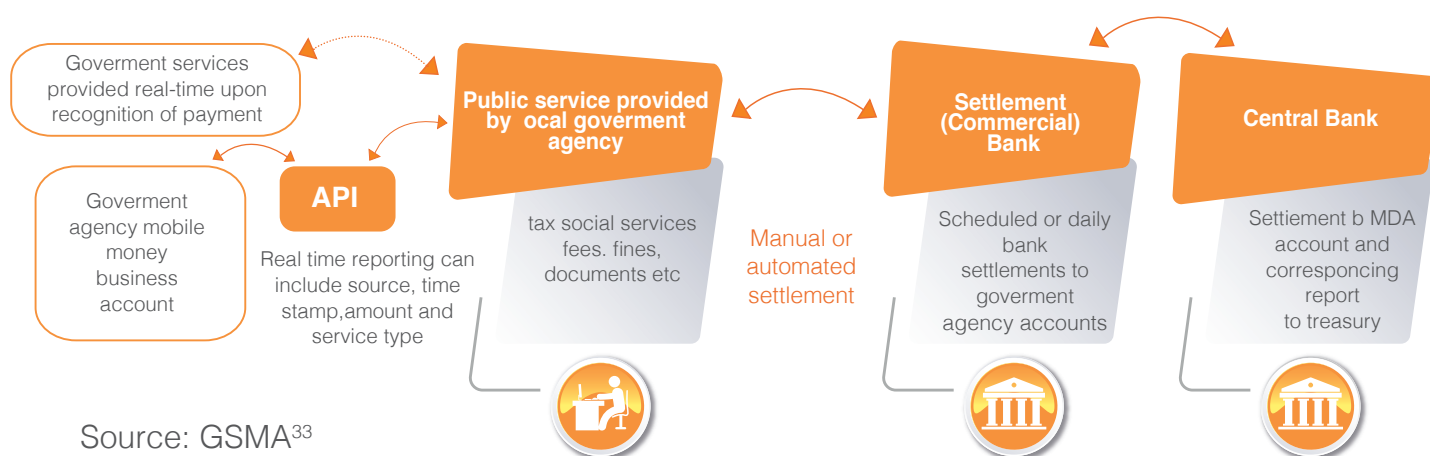 Goverment services
provided real-time upon
recognition of payment
Goverment
agency mobile
money
business
account
API
Real time reporting can
include source, time
stamp,amount and
service type
Public service provided
by ocal goverment
agency
tax social services
fees. fines,
documents etc
Manual or
automated
settlement
Settlement
(Commercial)
Bank
Scheduled or daily
bank
settlements to
goverment
agency accounts
Central Bank
Settiement b MDA
account and
corresponcing
report
to treasury
Source: GSMA³³